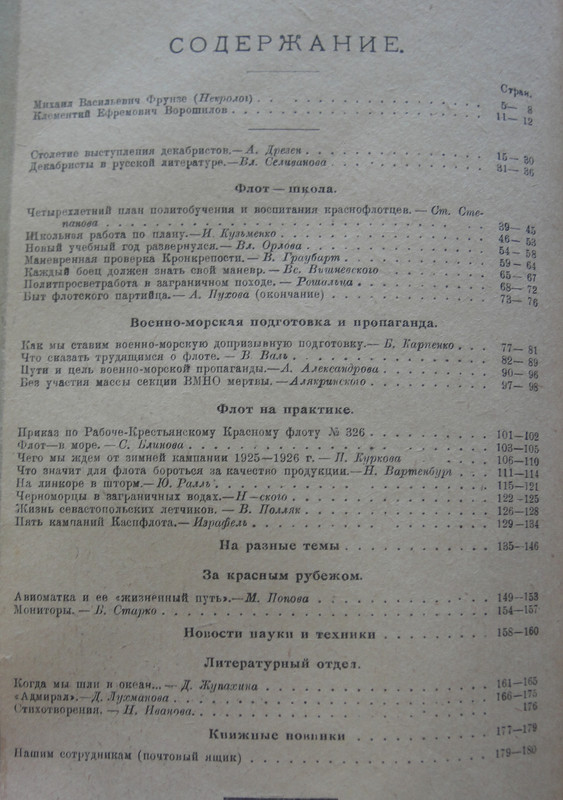 СОДЕРЖАНИЕ.
Стран.
Михаил Васильевич Фрунзе (Некролог) . . . 5— 8
Клементий Ефремович Ворошилов . . . 11— 12
Столетие выступления декабристов.— А. Дрезен . . . 15— 30
Декабристы в русской литературе.—Вл. Селиванова . . . 31— 36
Флот — школа.
Четырехлетний план политобучения и воспитания краснофлотцев. — Ст. Сте-
панова . . . 39— 45
Школьная работа по плану.—И. Кузьменко . . . 46— 53
Новый учебный год развернулся.— Вл. Орлова . . . 54— 58
Маневренная проверка Кронкрепости. — В. Граубарт . . . 59— 64
Каждый боец должен знать свой маневр. — Вс. Вишневского . . . 65— 67
Политпросветработа в заграничном походе. — Рошальца . . . 68— 72
Быт флотского партийца.— А. Пухова (окончание) . . . 73— 76
Военно-морская подготовка и пропаганда.
Как мы ставим военно-морскую допризывную подготовку.— Б. Карпенко . . . 77— 81
Что сказать трудящимся о флоте. — В Валь . . . 82— 89
Пути и цель военно-морской пропаганды.—А. Александрова . . . 90— 96
Без участия массы секции ВМНО мертвы. —Алякринского . . . 97— 98
Флот на практике.
Приказ по Рабоче-Крестьянскому Красному флоту № 326 . . . 101—102
Флот—в море. — С. Блинова . . . 103—105
Чего мы ждем от зимней кампании 1925—1926 г. — П. Куркова . . . 106—110
Что значит для флота бороться за качество продукции.—Н. Вартенбург . . . 111—114
На линкоре в шторм.—Ю. Ралль . . . 115—121
Черноморцы в заграничных водах.—Н —ского . . . 122—125
Жизнь севастопольских летчиков. — В. Полляк . . . 126—128
Пять кампаний Каспфлота.— Израфель . . . 129—134
На разные темы . . . 135—146
За красным рубежом.
Авиоматка и ее «жизненный путь».—М. Попова . . . 149—153
Мониторы. — Б. Старко . . . 154—157
Новости науки и техники . . . 158—160
Литературный отдел.
Когда мы шли в океан... — Д. Жупахина . . . 161—165
«Адмирал».—Д. Лухманова . . . 166—175
Стихотворения. — Н. Иванова. . . . 176
Книжные новинки . . . 177—179
Нашим сотрудникам (почтовый ящик) . . . 179—180